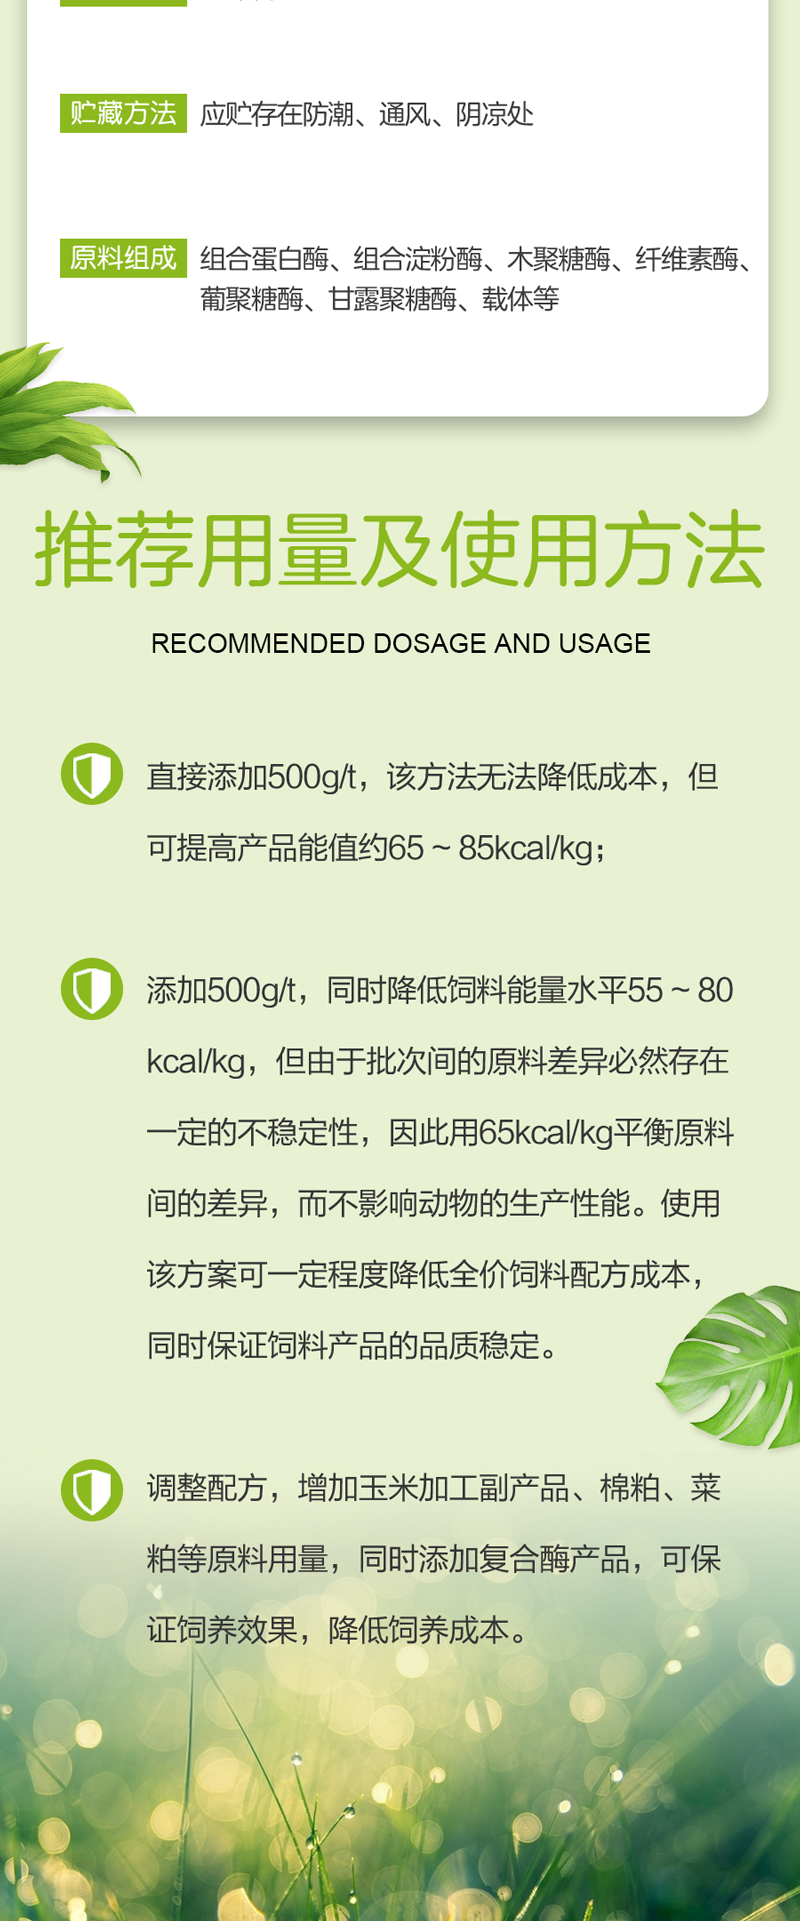 贮藏方法 应贮存在防潮、通风、阴凉处
原料组成 组合蛋白酶、组合淀粉酶、木聚糖酶、纤维素酶、
葡聚糖酶、甘露聚糖酶、载体等
推荐用量及使用方法
RECOMMENDED DOSAGE AND USAGE
直接添加500g/t，该方法无法降低成本，但
可提高产品能值约65 ~ 85kcal/kg；
添加500g/t，同时降低饲料能量水平55 ~ 80
kcal/kg，但由于批次间的原料差异必然存在
一定的不稳定性，因此用65kcal/kg平衡原料
间的差异，而不影响动物的生产性能。使用
该方案可一定程度降低全价饲料配方成本，
同时保证饲料产品的品质稳定。
调整配方，增加玉米加工副产品、棉粕、菜
粕等原料用量，同时添加复合酶产品，可保
证饲养效果，降低饲养成本。